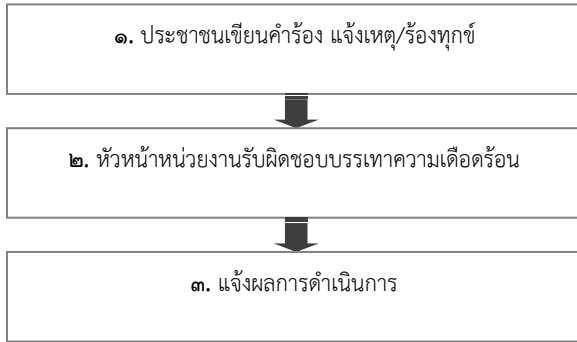 ๑. ประชาชนเขียนคำร้อง แจ้งเหตุ/ร้องทุกข์
๒. หัวหน้าหน่วยงานรับผิดชอบบรรเทาความเดือดร้อน
๓. แจ้งผลการดำเนินการ